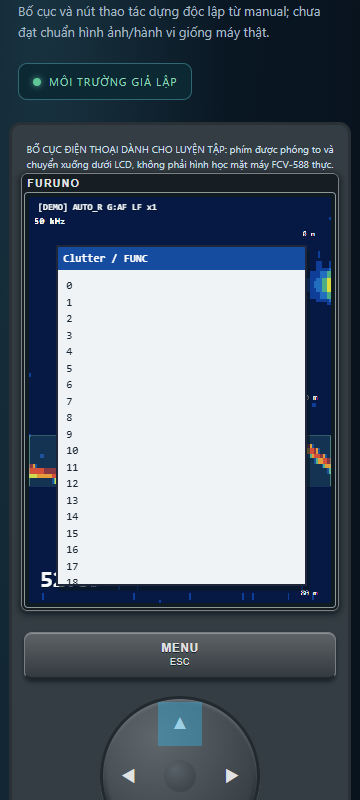 Bố cục và nút thao tác dựng độc lập từ manual; chưa
đạt chuẩn hình ảnh/hành vi giống máy thật.
MÔI TRƯỜNG GIẢ LẬP
BỐ CỤC ĐIỆN THOẠI DÀNH CHO LUYỆN TẬP: phím được phóng to và
chuyển xuống dưới LCD, không phải hình học mặt máy FCV-588 thực.
FURUNO
[DEMO] AUTO_R G:AF LF x1
50 kHz
0 m
Clutter / FUNC
0
1
2
3
4
5
6
7
8
9
10
11
12
13
14
15
16
17
18
MENU
ESC